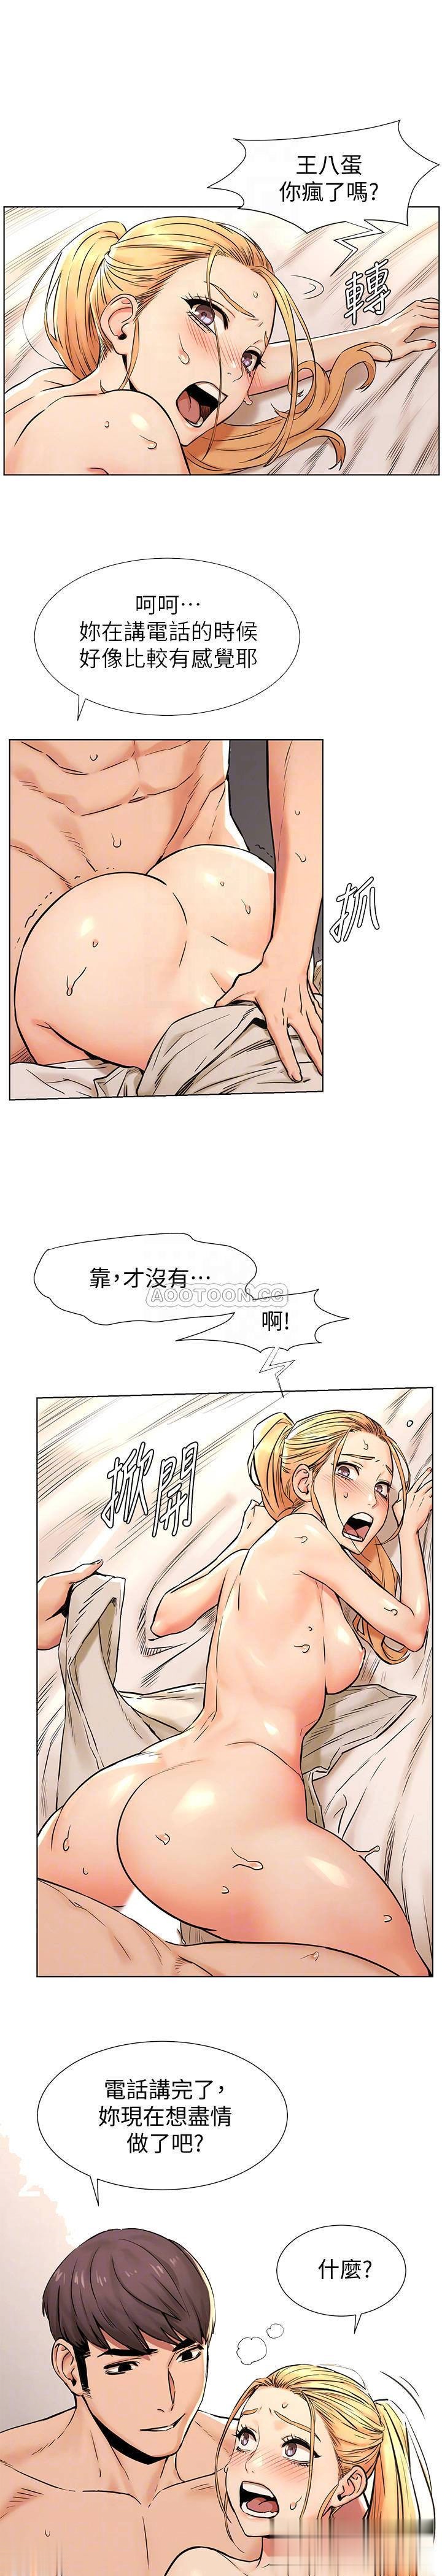 王八蛋
你瘋了嗎?
轉
呵呵…
妳在講電話的時候
好像比較有感覺耶
抓
靠,才沒有…
AOOTOON.CC
啊!
掀開
電話講完了,
妳現在想盡情
做了吧?
什麼?